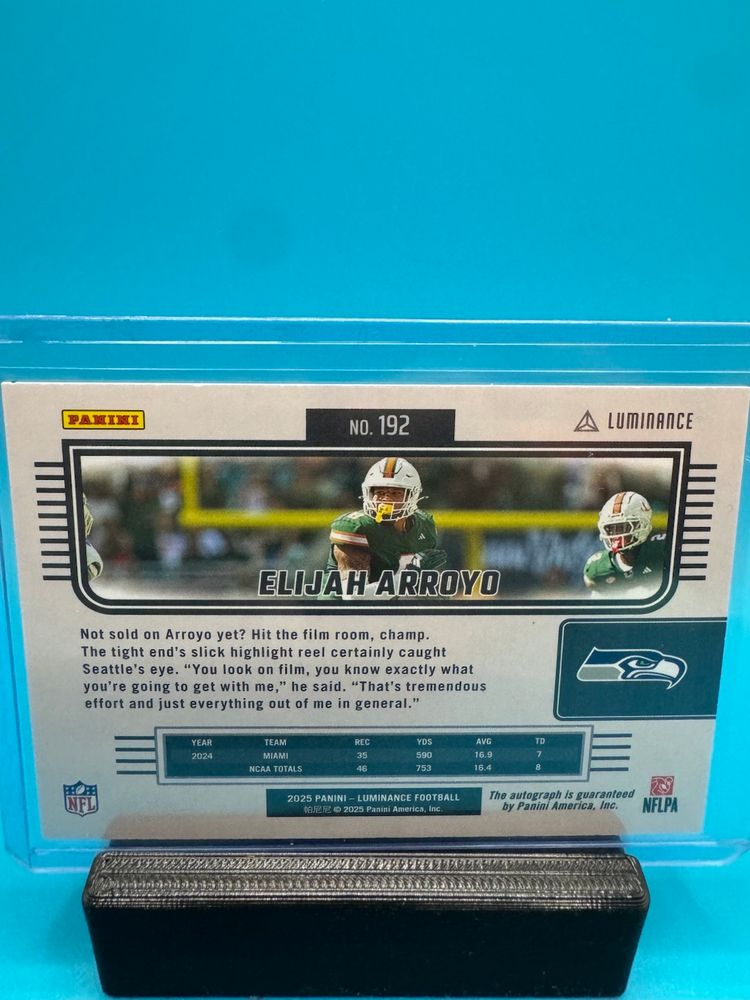 PANINI
NO. 192
LUMINANCE
ELIJAH ARROYO
Not sold on Arroyo yet? Hit the film room, champ.
The tight end's slick highlight reel certainly caught
Seattle's eye. “You look on film, you know exactly what
you're going to get with me,” he said. “That's tremendous
effort and just everything out of me in general.”
YEAR TEAM REC YDS AVG TD
2024 MIAMI 35 590 16.9 7
NCAA TOTALS 46 753 16.4 8
NFL
2025 PANINI – LUMINANCE FOOTBALL
帕尼尼 © 2025 Panini America, Inc.
The autograph is guaranteed
by Panini America, Inc.
NFLPA